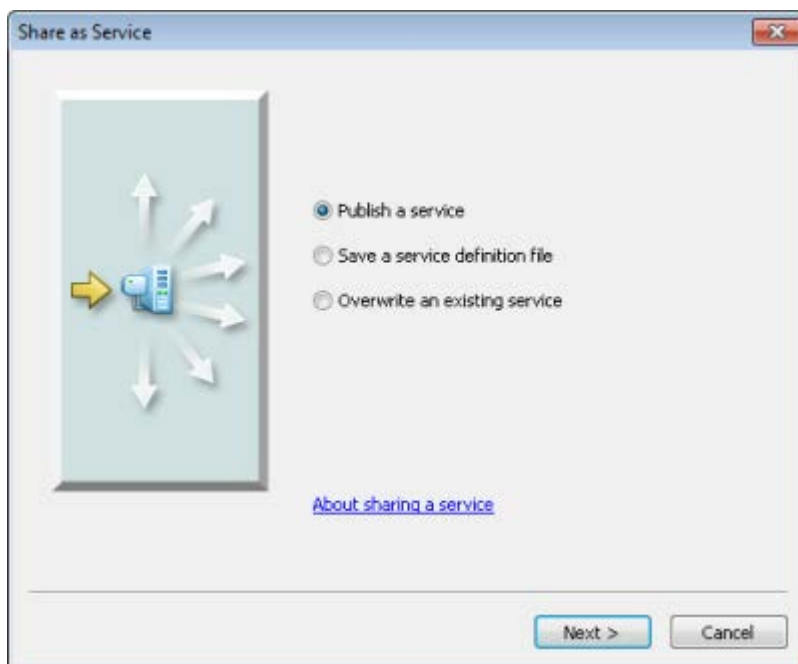 Share as Service
Publish a service
Save a service definition file
Overwrite an existing service
About sharing a service
Next >
Cancel